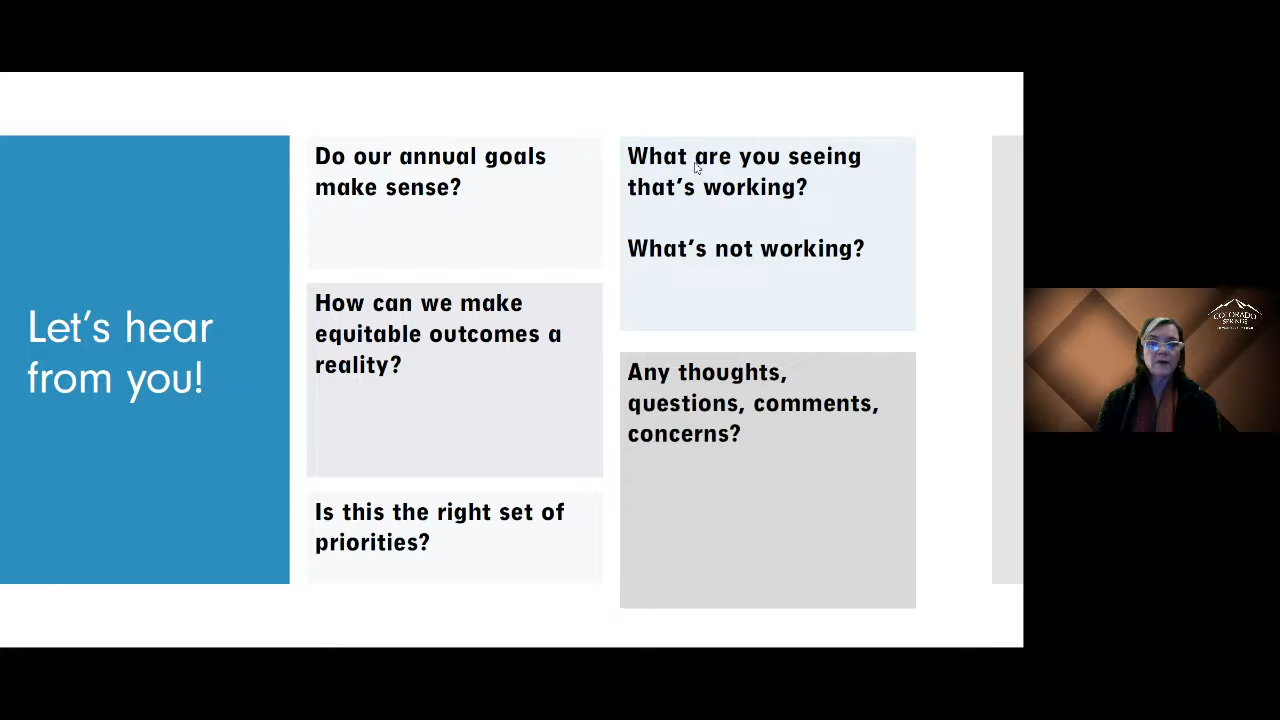 Let's hear
from you!
Do our annual goals
make sense?
How can we make
equitable outcomes a
reality?
Is this the right set of
priorities?
What are you seeing
that's working?
What's not working?
Any thoughts,
questions, comments,
concerns?
COLORADO
SPRINGS